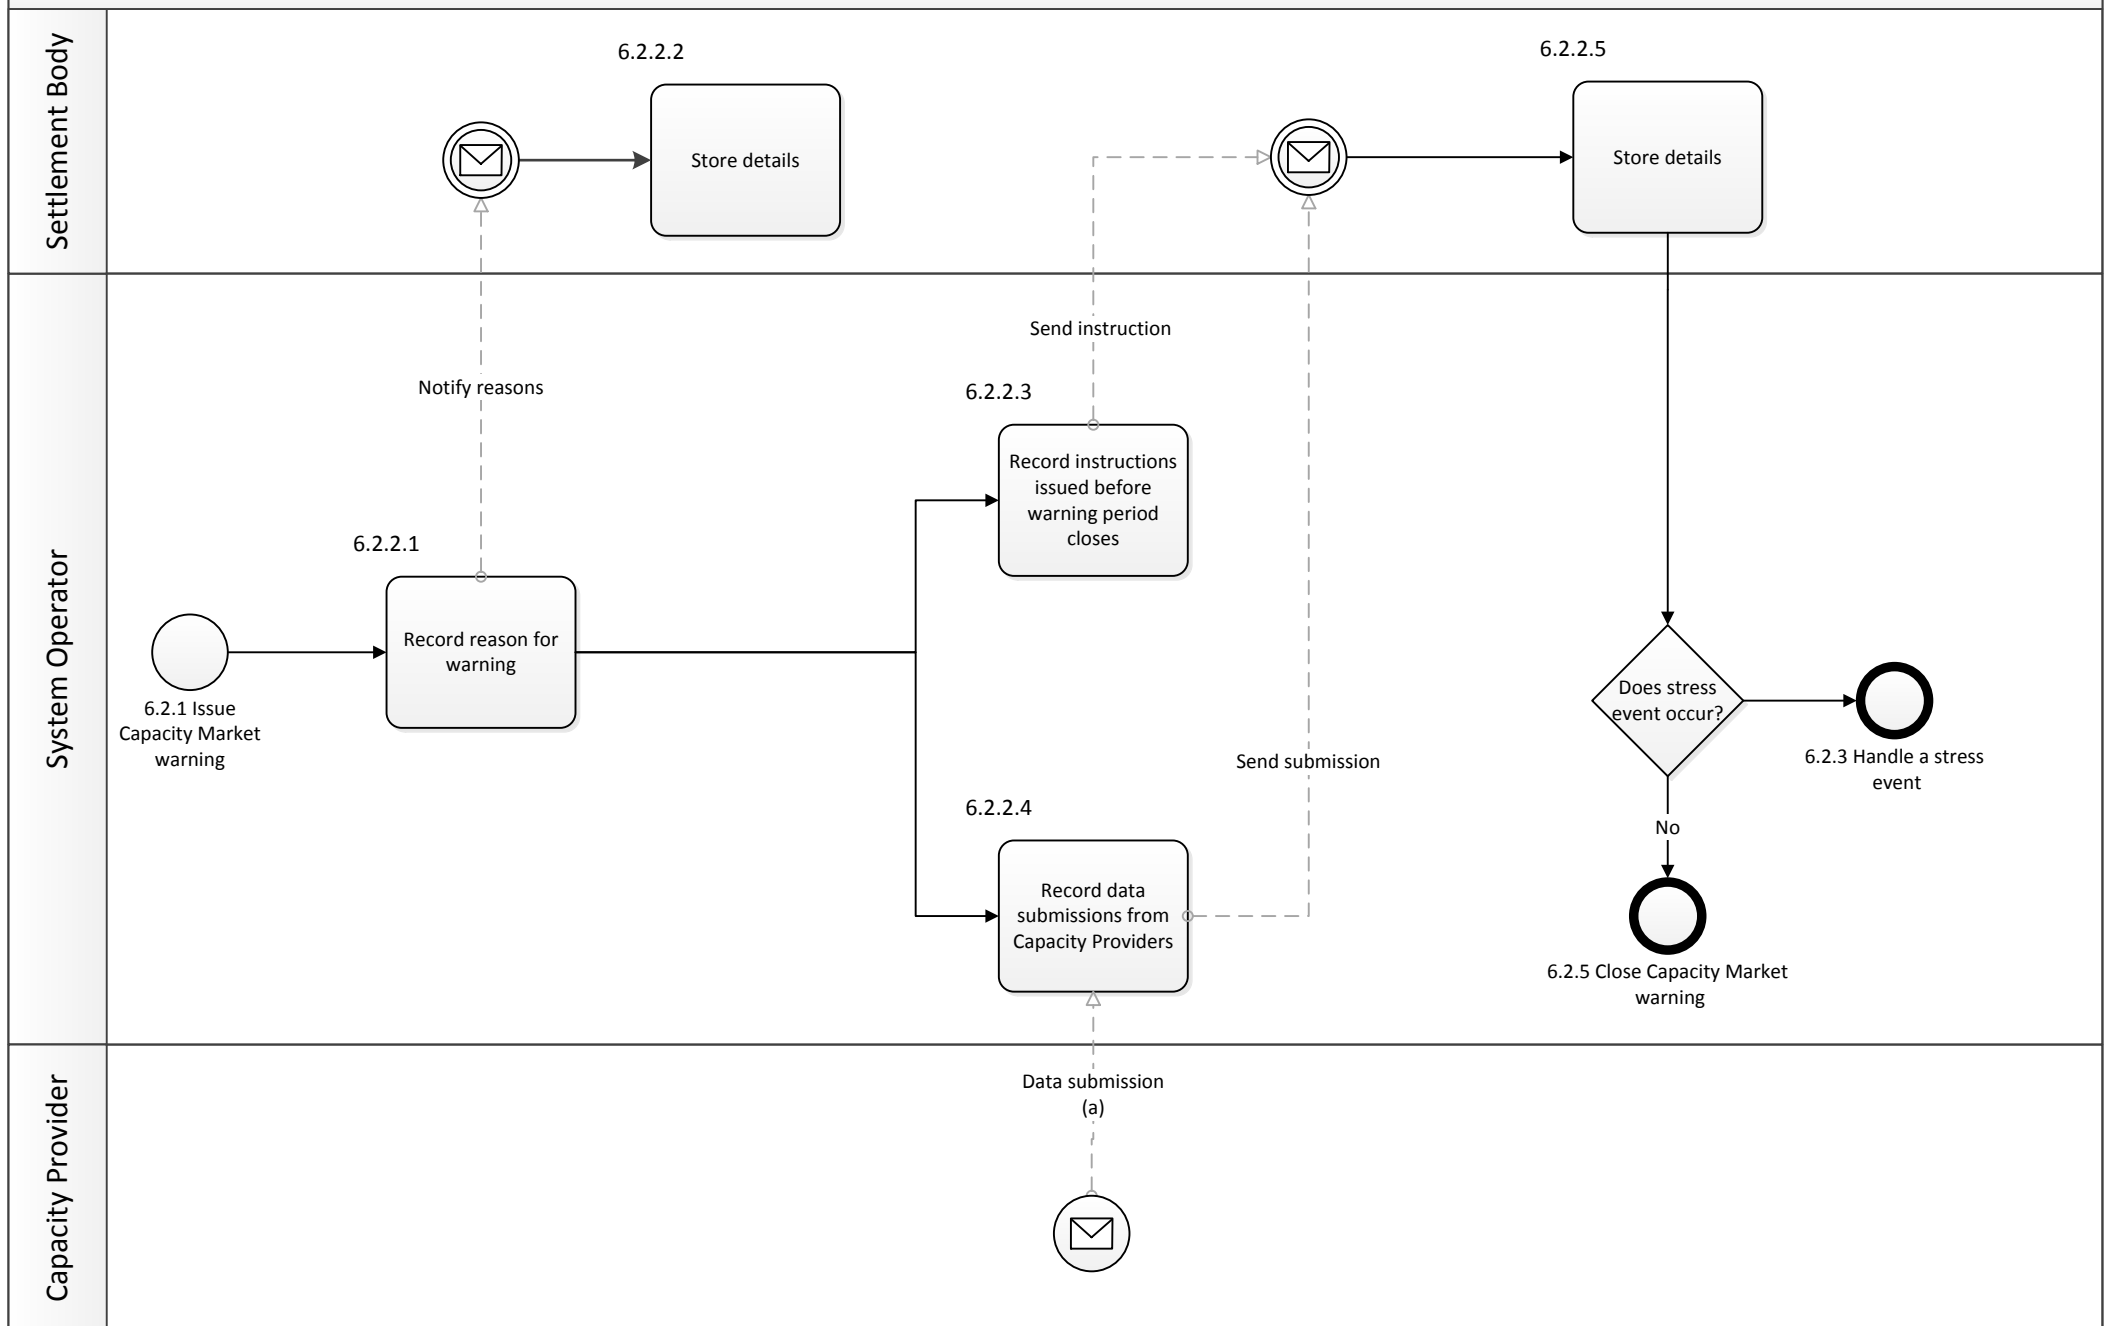 Settlement Body
6.2.2.2
Store details
6.2.2.5
Store details
System Operator
Notify reasons
Send instruction
6.2.2.3
Record instructions
issued before
warning period
closes
6.2.2.1
Record reason for
warning
6.2.1 Issue
Capacity Market
warning
Send submission
6.2.2.4
Record data
submissions from
Capacity Providers
Does stress
event occur?
6.2.3 Handle a stress
event
No
6.2.5 Close Capacity Market
warning
Capacity Provider
Data submission
(a)